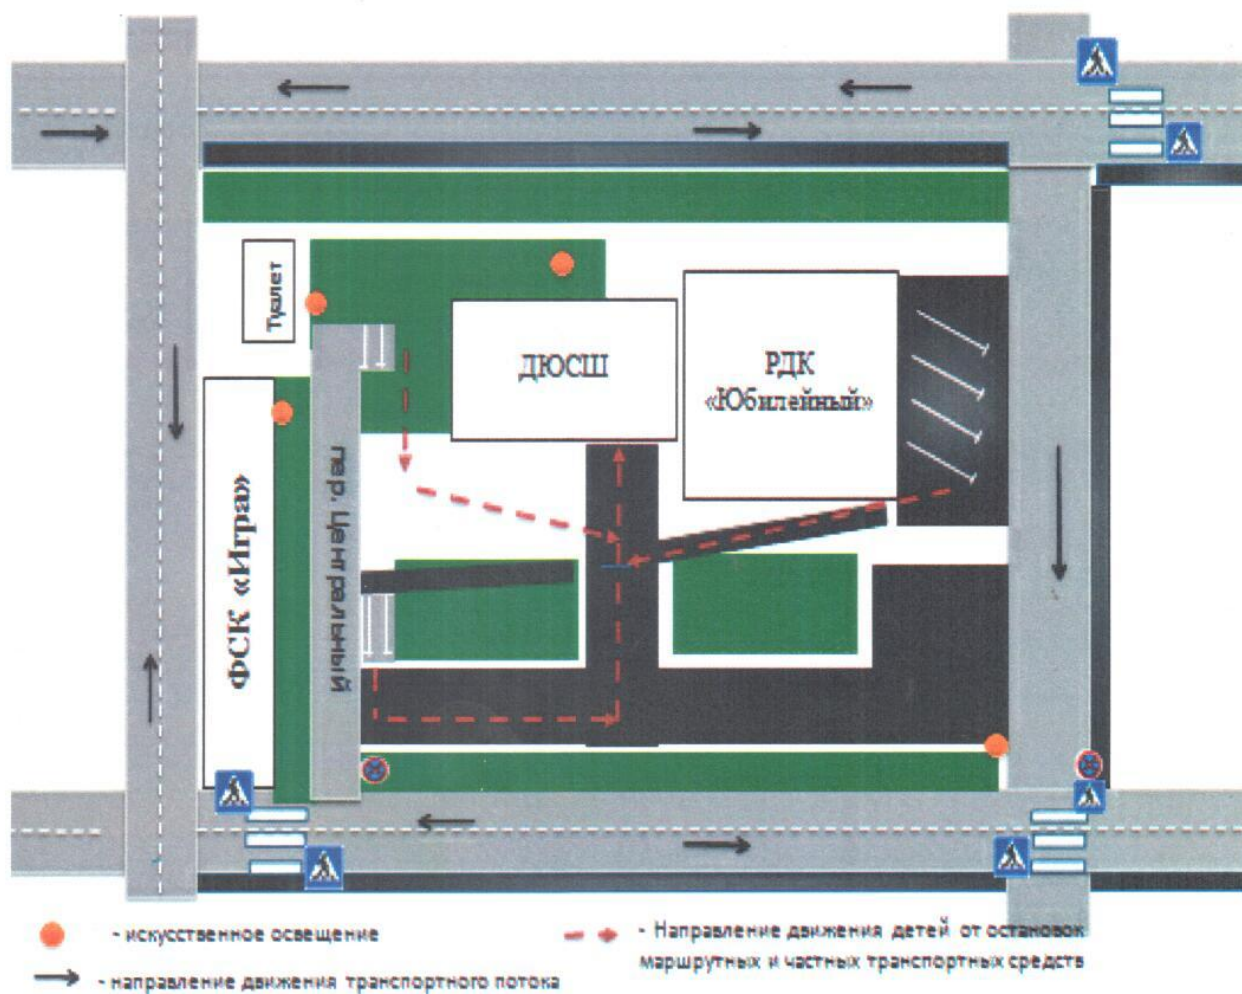 Туалет
ДЮСШ
РДК
«Юбилейный»
ФСК «Игра»
пер. Центральный
- искусственное освещение
- направление движения транспортного потока
- Направление движения детей от остановок
маршрутных и частных транспортных средств